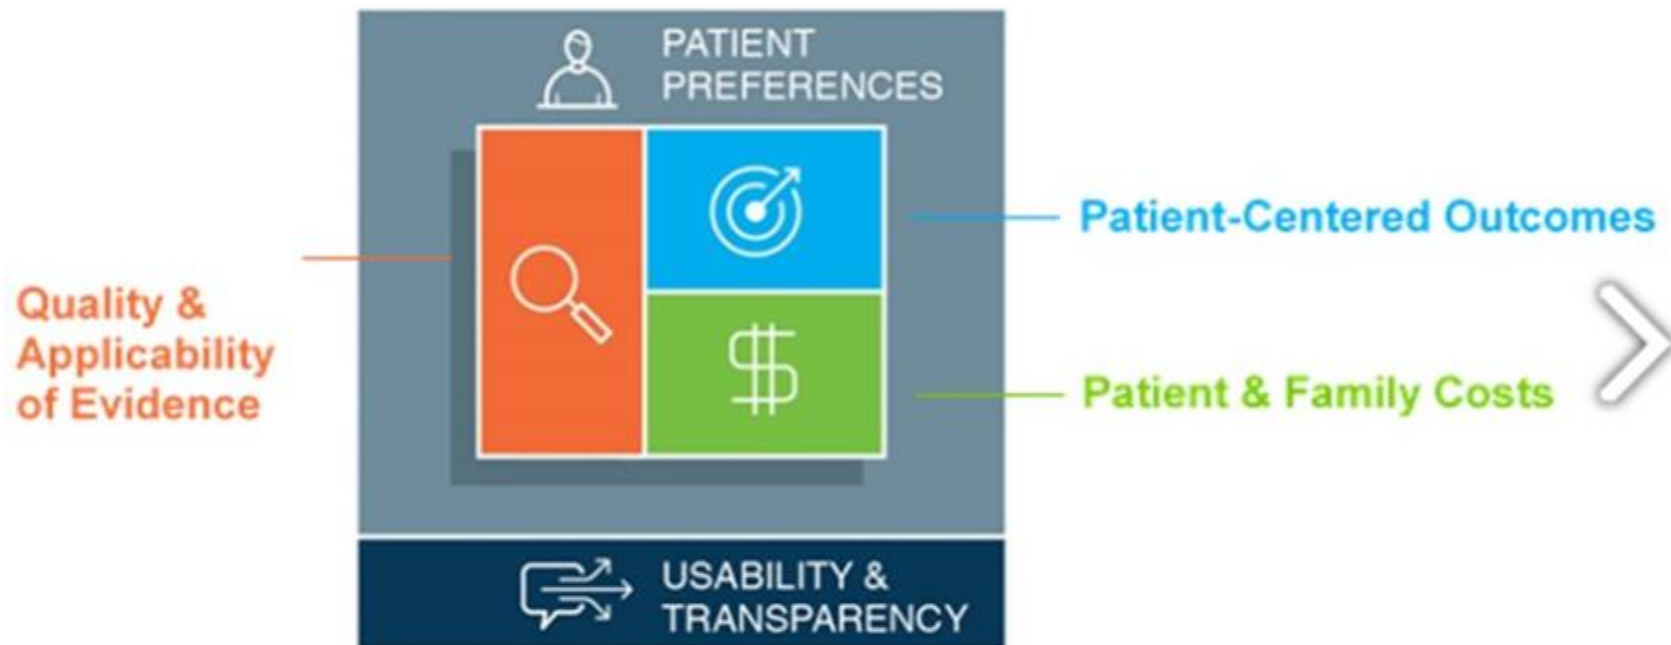 PATIENT
PREFERENCES
Quality &
Applicability
of Evidence
Patient-Centered Outcomes
Patient & Family Costs
USABILITY &
TRANSPARENCY